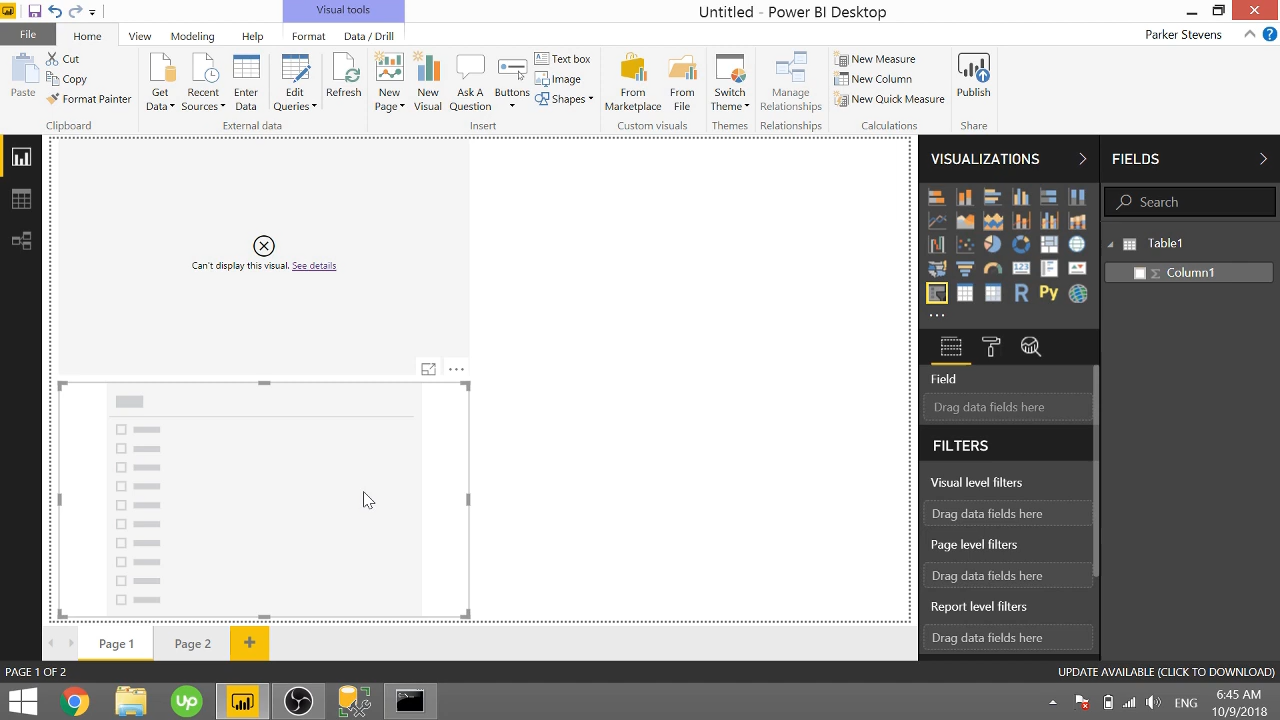 Visual tools
Untitled - Power BI Desktop
File
Home
View
Modeling
Help
Format
Data / Drill
Parker Stevens
Paste
Cut
Copy
Format Painter
Clipboard
Get Data
Recent Sources
Enter Data
Edit Queries
Refresh
External data
New Page
New Visual
Ask A Question
Buttons
Text box
Image
Shapes
Insert
From Marketplace
From File
Custom visuals
Switch Theme
Themes
Manage Relationships
Relationships
New Measure
New Column
New Quick Measure
Calculations
Publish
Share
Can't display this visual. See details
VISUALIZATIONS
123
R
Py
Field
Drag data fields here
FILTERS
Visual level filters
Drag data fields here
Page level filters
Drag data fields here
Report level filters
Drag data fields here
FIELDS
Search
Table1
Σ Column1
Page 1
Page 2
PAGE 1 OF 2
UPDATE AVAILABLE (CLICK TO DOWNLOAD)
Up
ENG
6:45 AM
10/9/2018